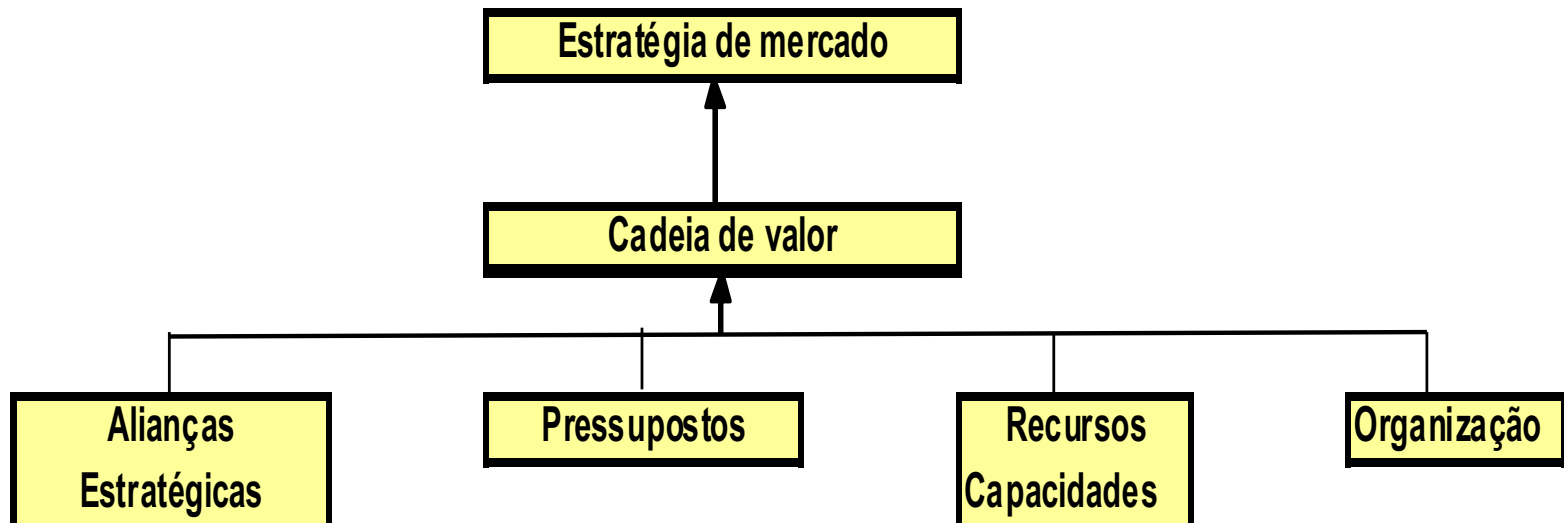 Estratégia de mercado
Cadeia de valor
Alianças
Estratégicas
Pressupostos
Recursos
Capacidades
Organização